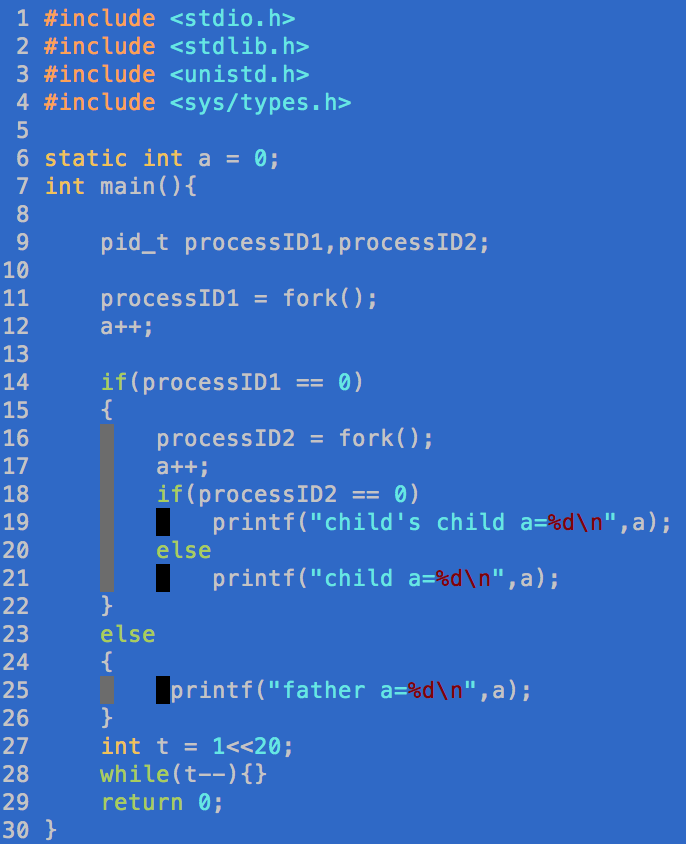 1 #include <stdio.h>
2 #include <stdlib.h>
3 #include <unistd.h>
4 #include <sys/types.h>
5
6 static int a = 0;
7 int main(){
8
9     pid_t processID1,processID2;
10
11     processID1 = fork();
12     a++;
13
14     if(processID1 == 0)
15     {
16         processID2 = fork();
17         a++;
18         if(processID2 == 0)
19             printf("child's child a=%d\n",a);
20         else
21             printf("child a=%d\n",a);
22     }
23     else
24     {
25         printf("father a=%d\n",a);
26     }
27     int t = 1<<20;
28     while(t--){}
29     return 0;
30 }